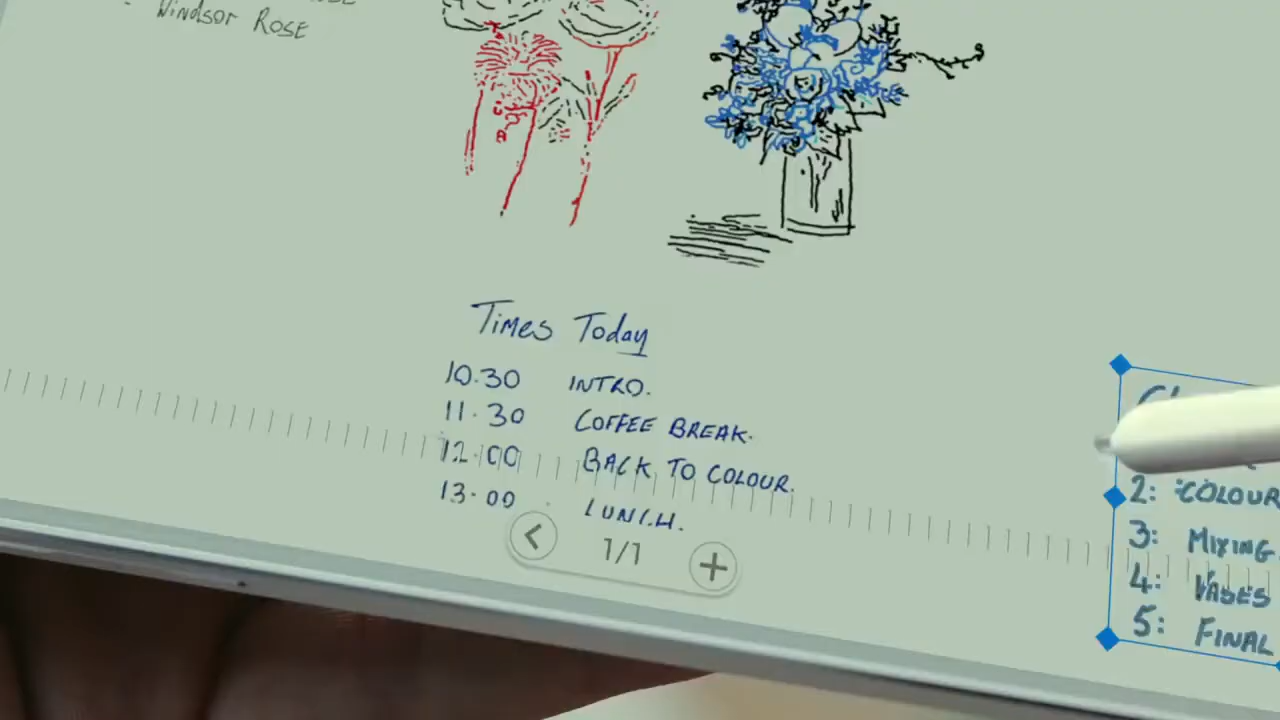 Windsor Rose
Times Today
10.30 INTRO.
11.30 COFFEE BREAK.
12.00 BACK TO COLOUR.
13.00 LUNCH.
1/1
2: COLOUR
3: MIXING
4: VASES
5: FINAL